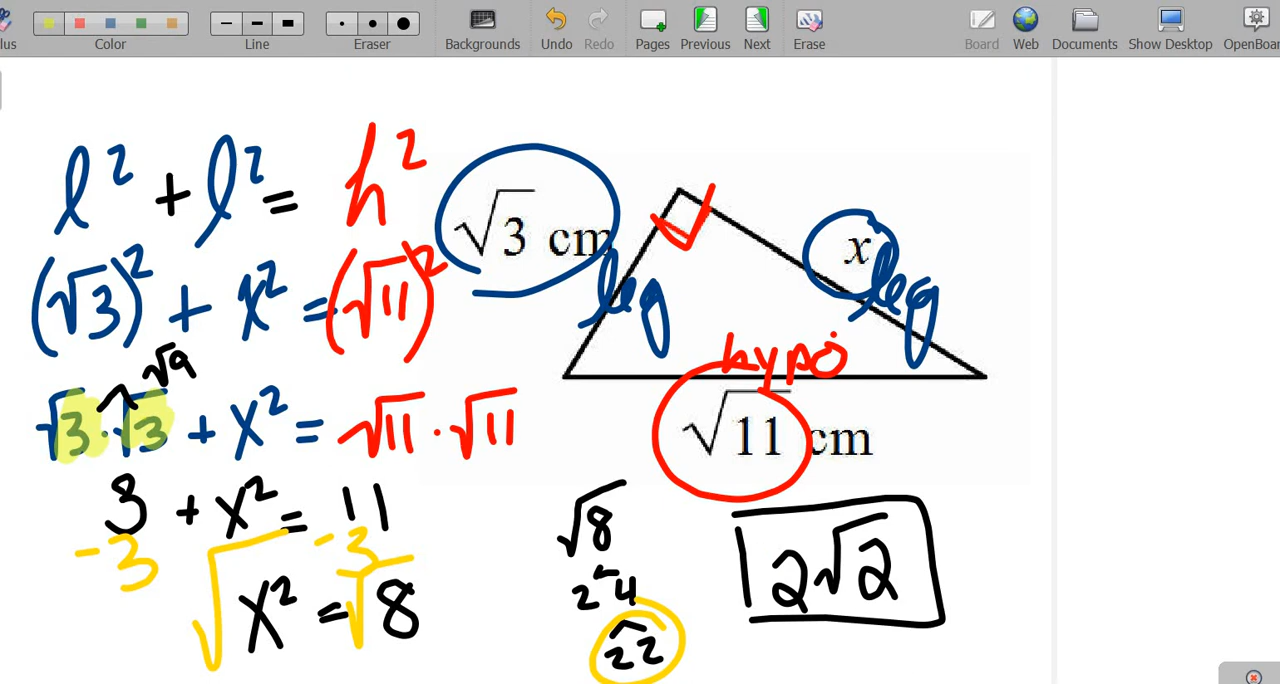 lus Color Line Eraser Backgrounds Undo Redo Pages Previous Next Erase Board Web Documents Show Desktop OpenBoar
l² + l² = h²
(√3)² + x² = (√11)²
√9
√3 · √3 + x² = √11 · √11
3 + x² = 11
-3 -3
√x² = √8
√3 cm
leg
x
leg
hypo
√11 cm
√8
2 4
2 2
2√2